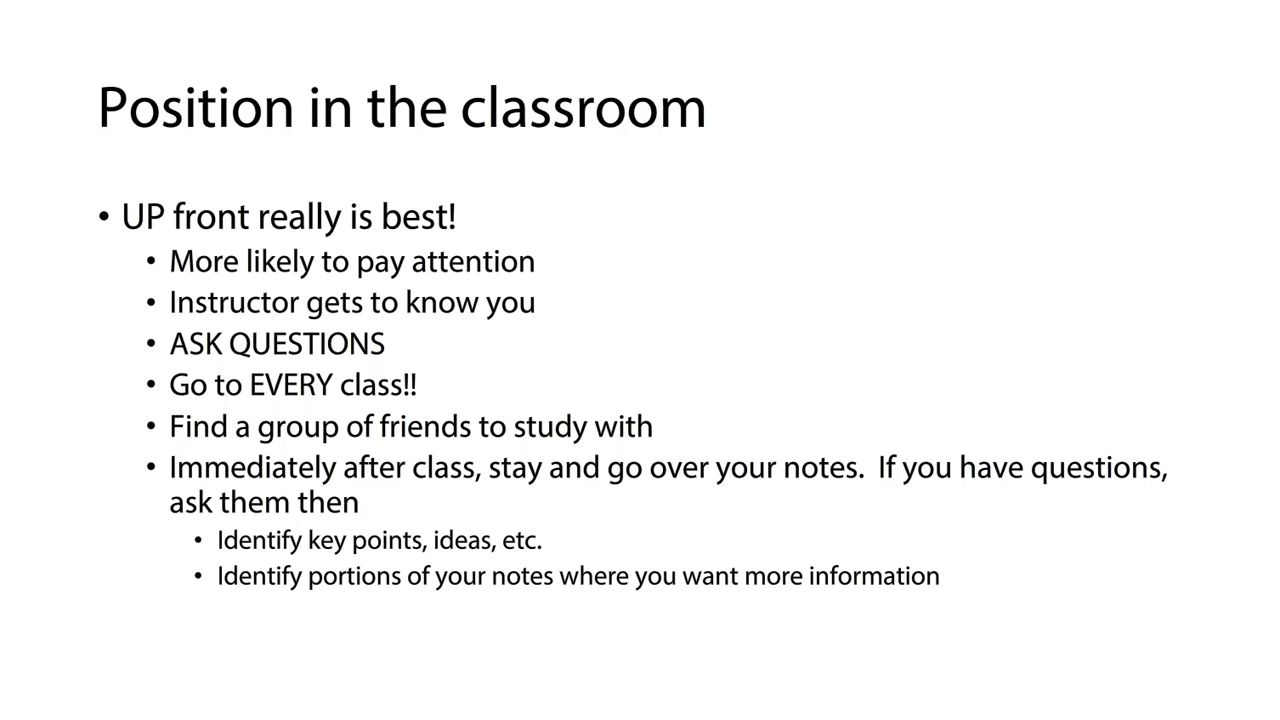 Position in the classroom
• UP front really is best!
• More likely to pay attention
• Instructor gets to know you
• ASK QUESTIONS
• Go to EVERY class!!
• Find a group of friends to study with
• Immediately after class, stay and go over your notes.  If you have questions,
ask them then
• Identify key points, ideas, etc.
• Identify portions of your notes where you want more information